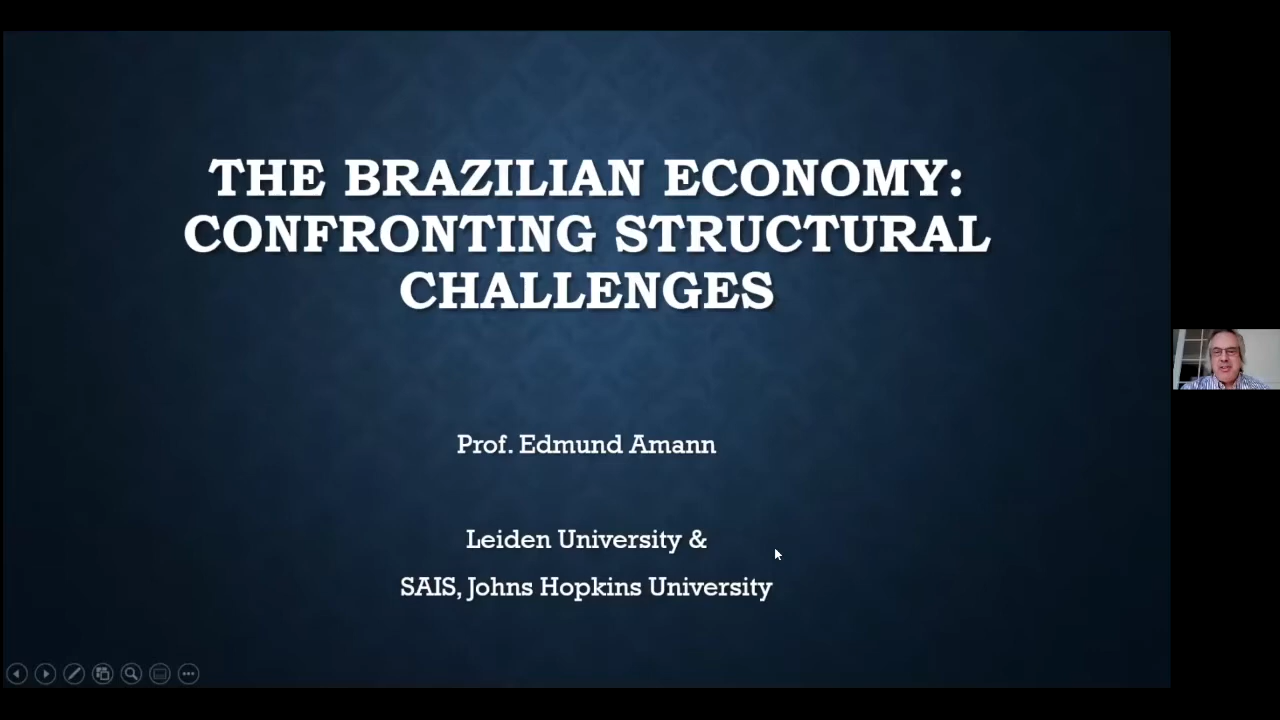 THE BRAZILIAN ECONOMY:
CONFRONTING STRUCTURAL
CHALLENGES
Prof. Edmund Amann
Leiden University &
SAIS, Johns Hopkins University